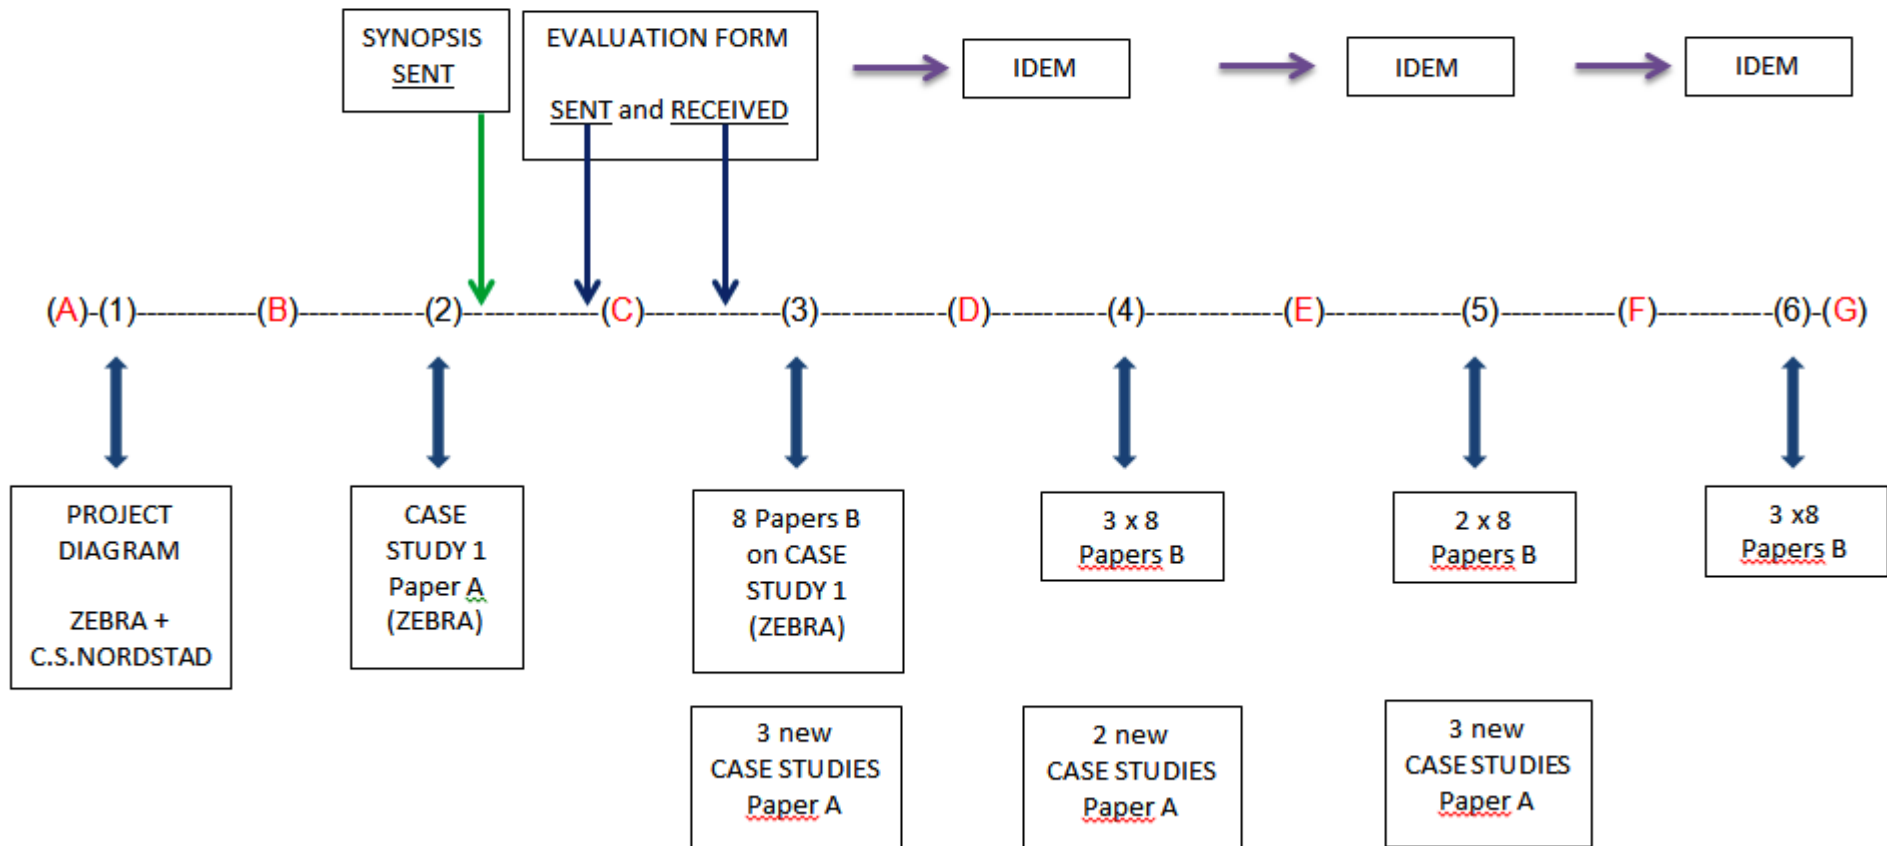 SYNOPSIS
SENT
EVALUATION FORM
SENT and RECEIVED
IDEM
IDEM
IDEM
(A)-(1)------------(B)-------------(2)--------------(C)--------------(3)-------------(D)------------(4)--------------(E)--------------(5)------------(F)------------(6)-(G)
PROJECT
DIAGRAM
ZEBRA +
C.S.NORDSTAD
CASE
STUDY 1
Paper A
(ZEBRA)
8 Papers B
on CASE
STUDY 1
(ZEBRA)
3 x 8
Papers B
2 x 8
Papers B
3 x8
Papers B
3 new
CASE STUDIES
Paper A
2 new
CASE STUDIES
Paper A
3 new
CASE STUDIES
Paper A